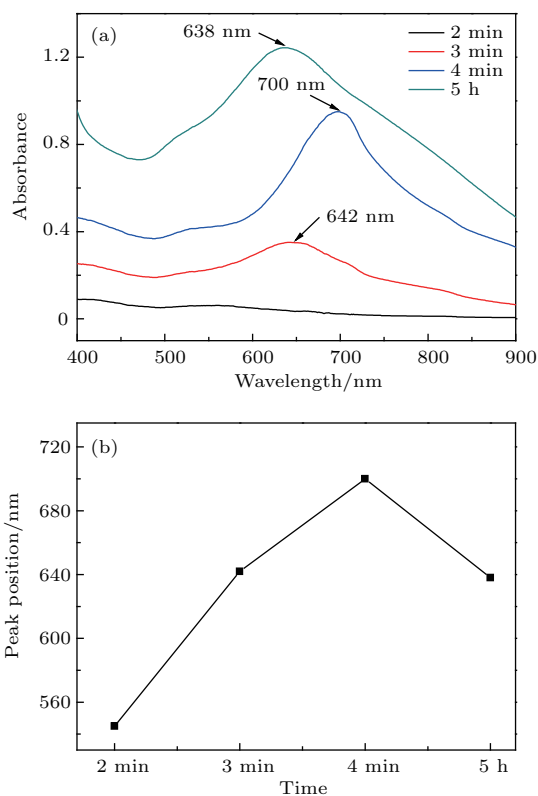 (a)
638 nm
700 nm
642 nm
2 min
3 min
4 min
5 h
Absorbance
1.2
0.8
0.4
0
400 500 600 700 800 900
Wavelength/nm
(b)
Peak position/nm
720
680
640
600
560
2 min 3 min 4 min 5 h
Time